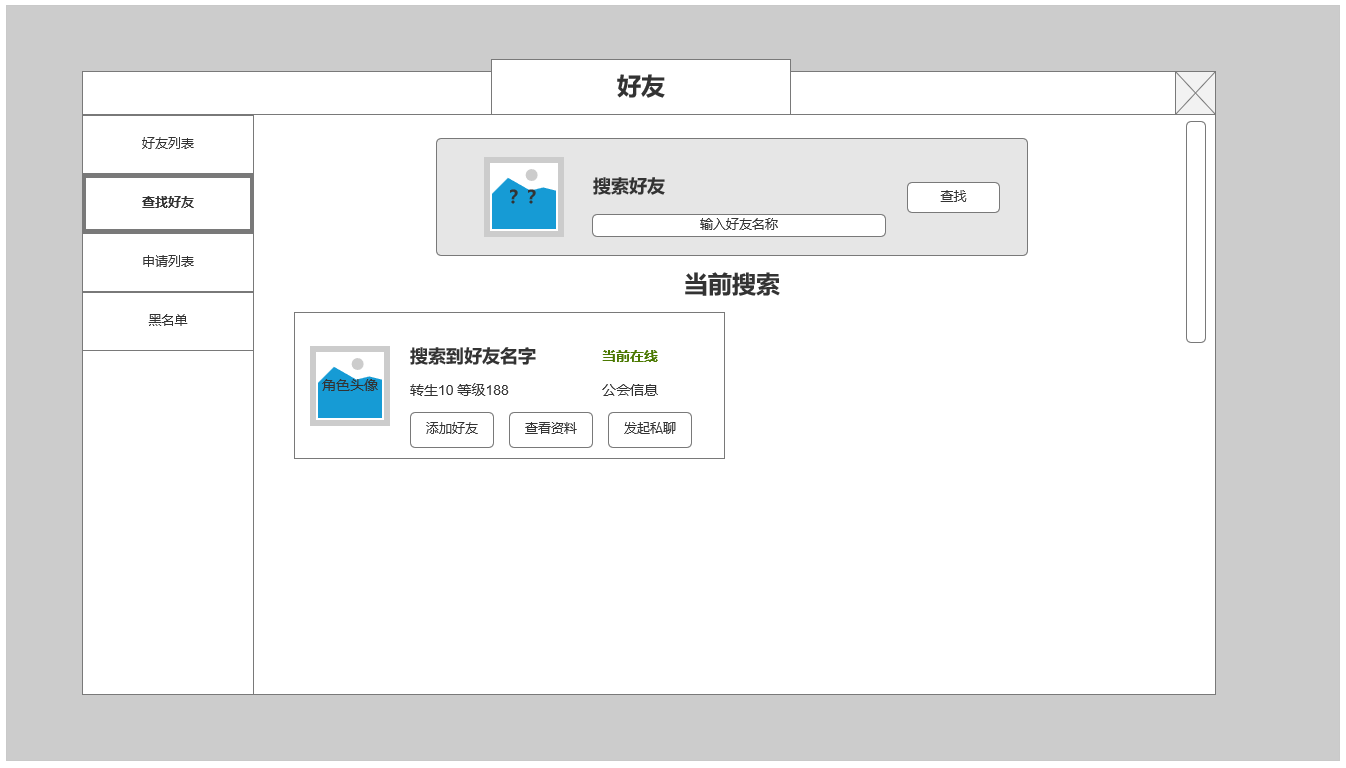 好友
好友列表
查找好友
申请列表
黑名单
？？
搜索好友
输入好友名称
查找
当前搜索
角色头像
搜索到好友名字
当前在线
转生10 等级188
公会信息
添加好友
查看资料
发起私聊